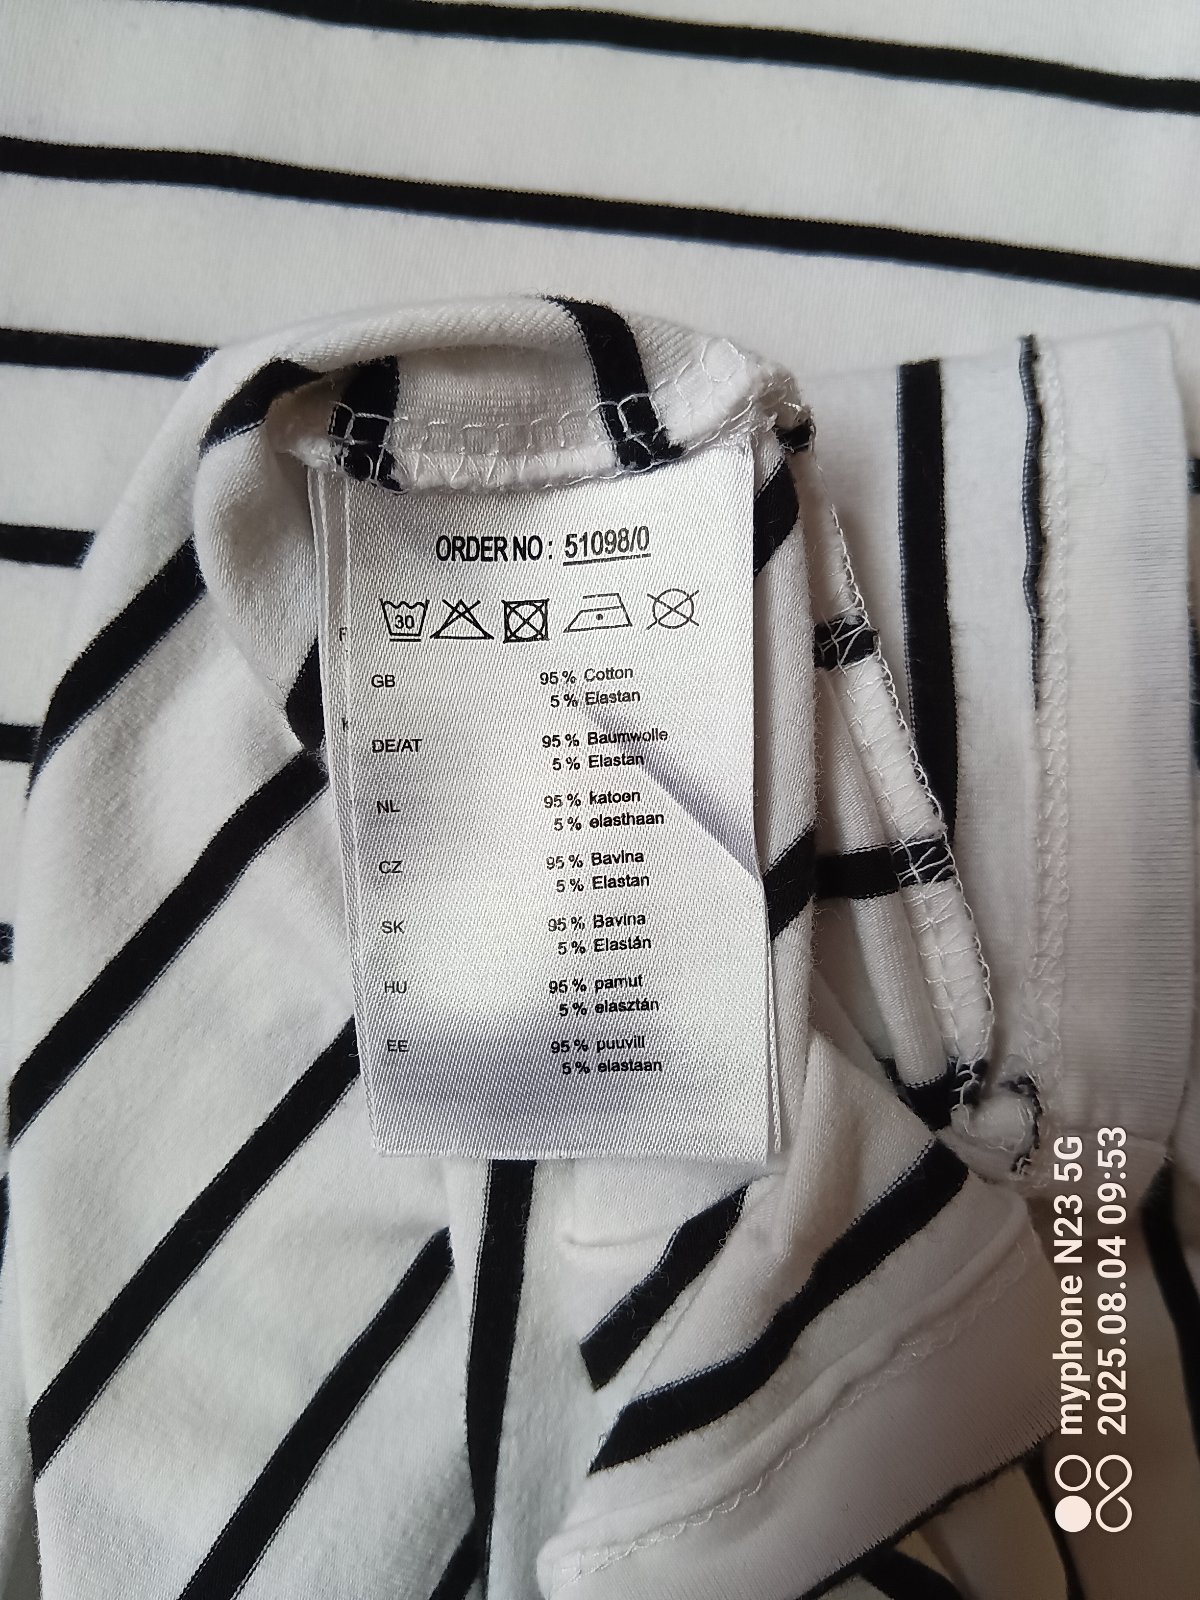 ORDER NO : 51098/0
30
GB 95 % Cotton
5 % Elastan
DE/AT 95 % Baumwolle
5 % Elastan
NL 95 % katoen
5 % elasthaan
CZ 95 % Bavlna
5 % Elastan
SK 95 % Bavlna
5 % Elastán
HU 95 % pamut
5 % elasztán
EE 95 % puuvill
5 % elastaan
myphone N23 5G
2025.08.04 09:53